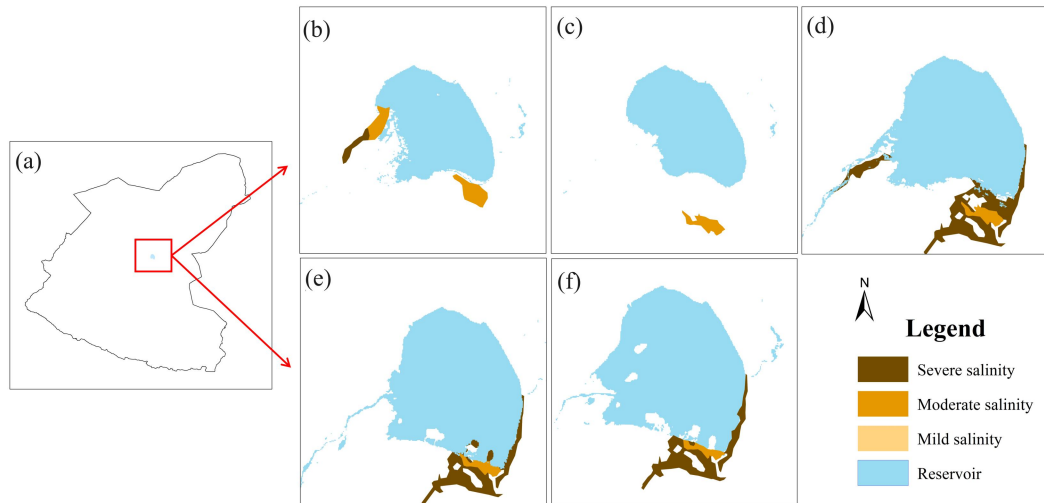 (a)
(b)
(c)
(d)
(e)
(f)
N
Legend
Severe salinity
Moderate salinity
Mild salinity
Reservoir